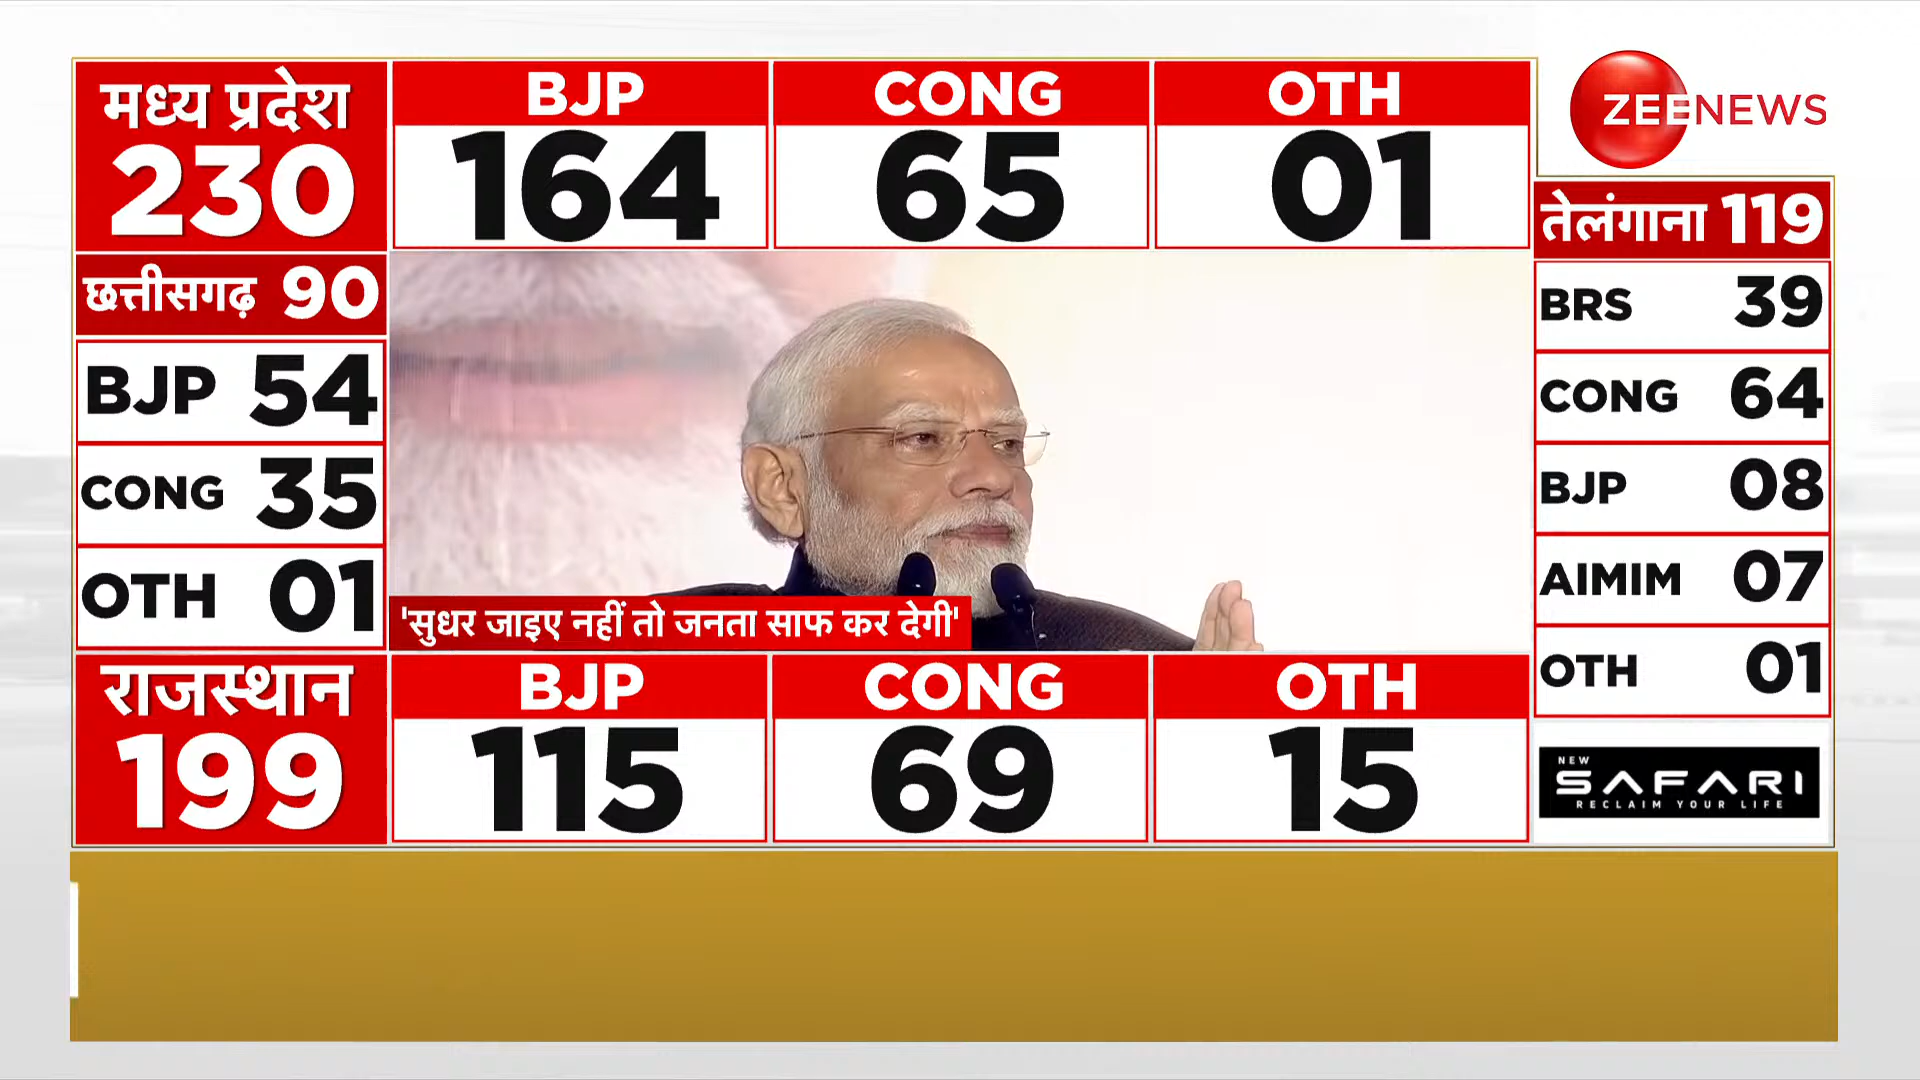 मध्य प्रदेश
230
BJP
164
CONG
65
OTH
01
ZEENEWS
छत्तीसगढ़ 90
BJP 54
CONG 35
OTH 01
'सुधर जाइए नहीं तो जनता साफ कर देगी'
तेलंगाना 119
BRS 39
CONG 64
BJP 08
AIMIM 07
OTH 01
राजस्थान
199
BJP
115
CONG
69
OTH
15
NEW
SAFARI
RECLAIM YOUR LIFE